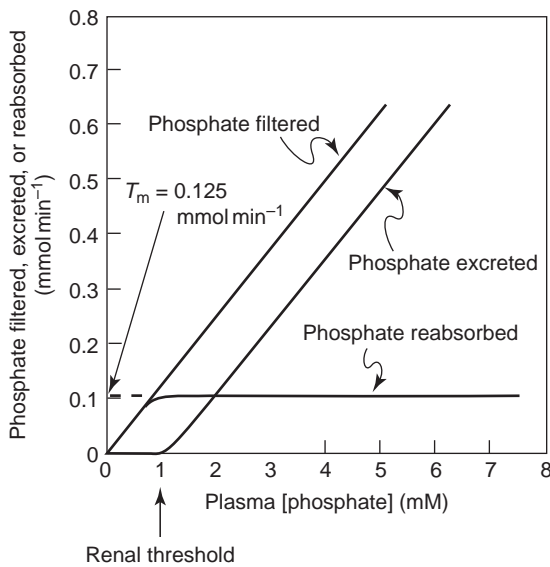 Phosphate filtered, excreted, or reabsorbed
(mmol min⁻¹)
0.8
0.7
0.6
0.5
0.4
0.3
0.2
0.1
0
Phosphate filtered
Tm = 0.125
mmol min⁻¹
Phosphate excreted
Phosphate reabsorbed
0 1 2 3 4 5 6 7 8
Plasma [phosphate] (mM)
Renal threshold